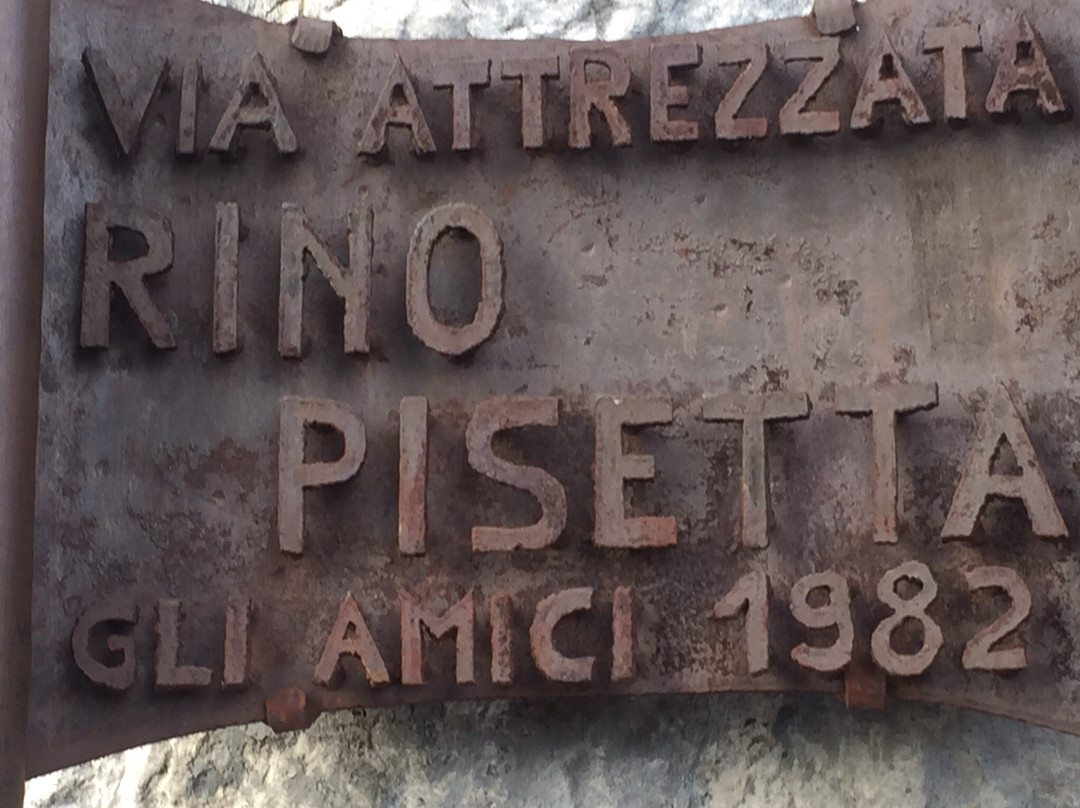 VIA ATTREZZATA
RINO
PISETTA
GLI AMICI 1982